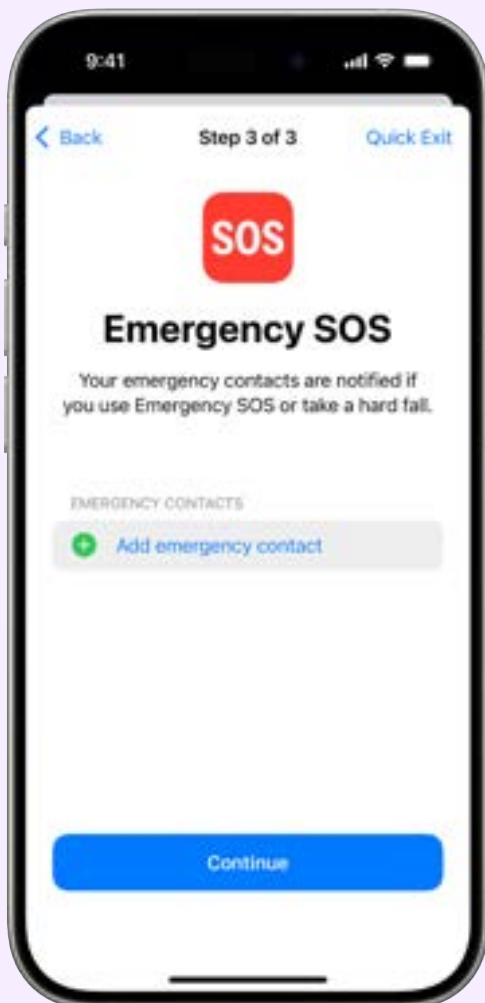 9:41
Back
Step 3 of 3
Quick Exit
SOS
Emergency SOS
Your emergency contacts are notified if
you use Emergency SOS or take a hard fall.
EMERGENCY CONTACTS
Add emergency contact
Continue